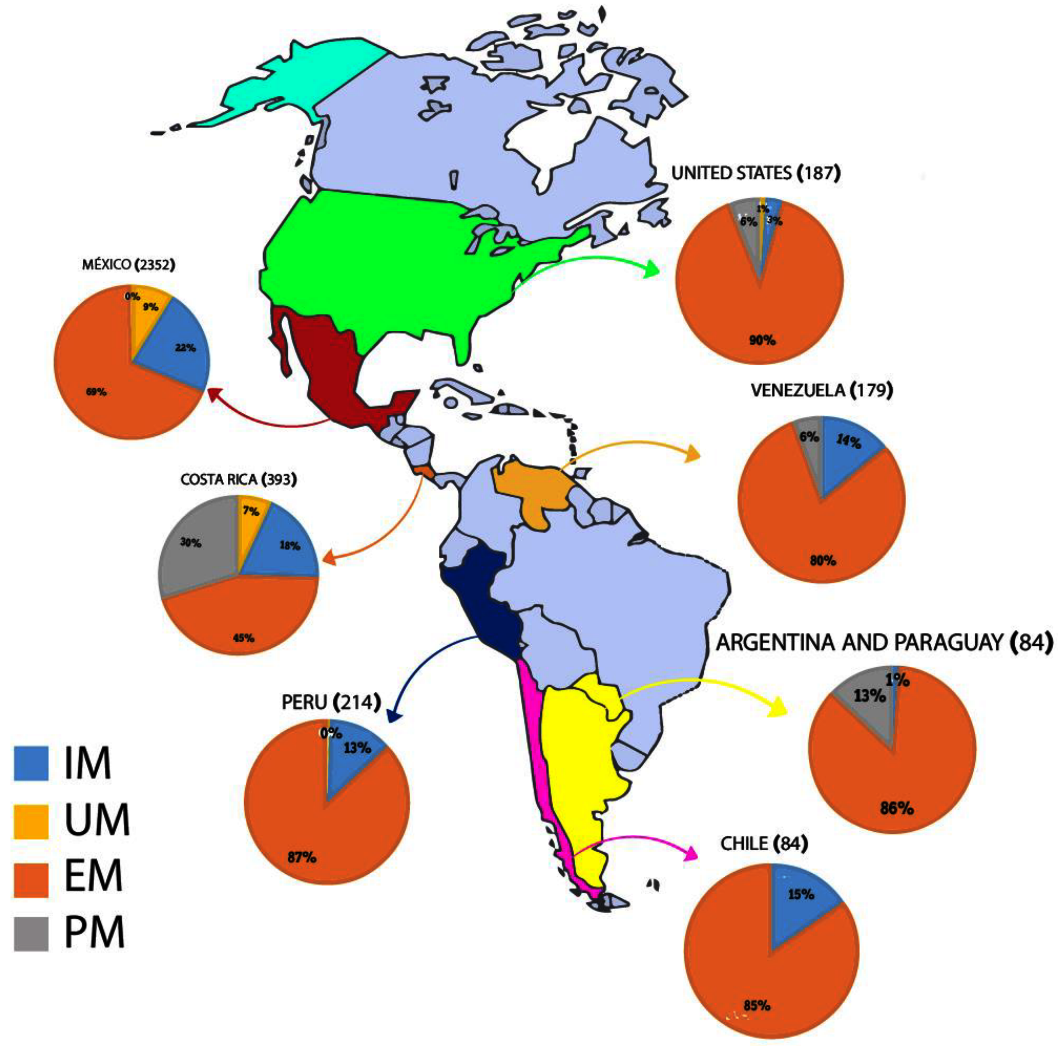 UNITED STATES (187)
1%
6%
3%
90%
MÉXICO (2352)
0%
9%
22%
69%
VENEZUELA (179)
6%
14%
80%
COSTA RICA (393)
7%
30%
18%
45%
ARGENTINA AND PARAGUAY (84)
1%
13%
86%
PERU (214)
0%
13%
87%
CHILE (84)
15%
85%
IM
UM
EM
PM